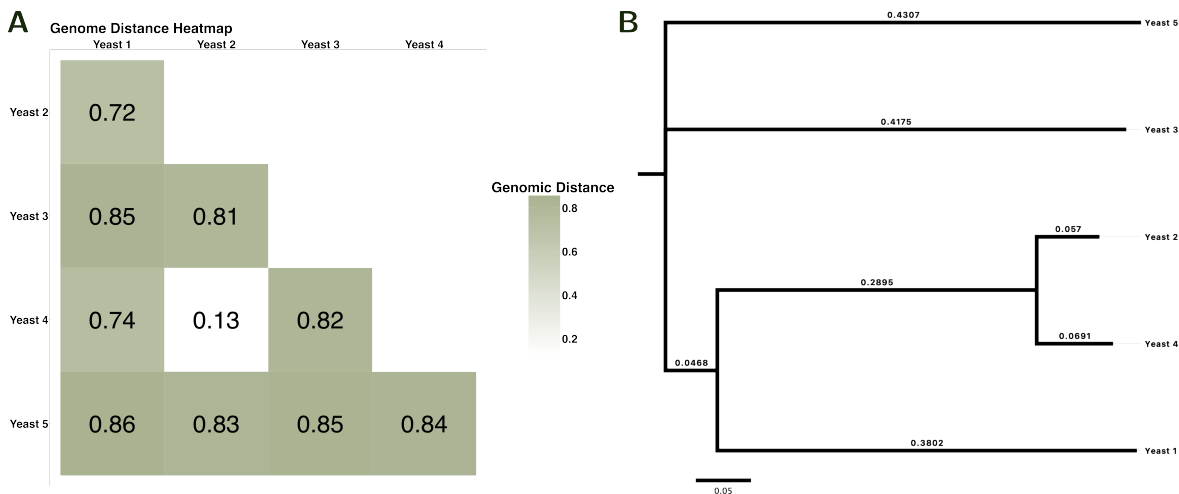 A
Genome Distance Heatmap
Yeast 1 Yeast 2 Yeast 3 Yeast 4
Yeast 2 0.72
Yeast 3 0.85 0.81
Yeast 4 0.74 0.13 0.82
Yeast 5 0.86 0.83 0.85 0.84
Genomic Distance
0.8
0.6
0.4
0.2
B
0.4307 Yeast 5
0.4175 Yeast 3
0.057 Yeast 2
0.2895
0.0691 Yeast 4
0.0468
0.3802 Yeast 1
0.05